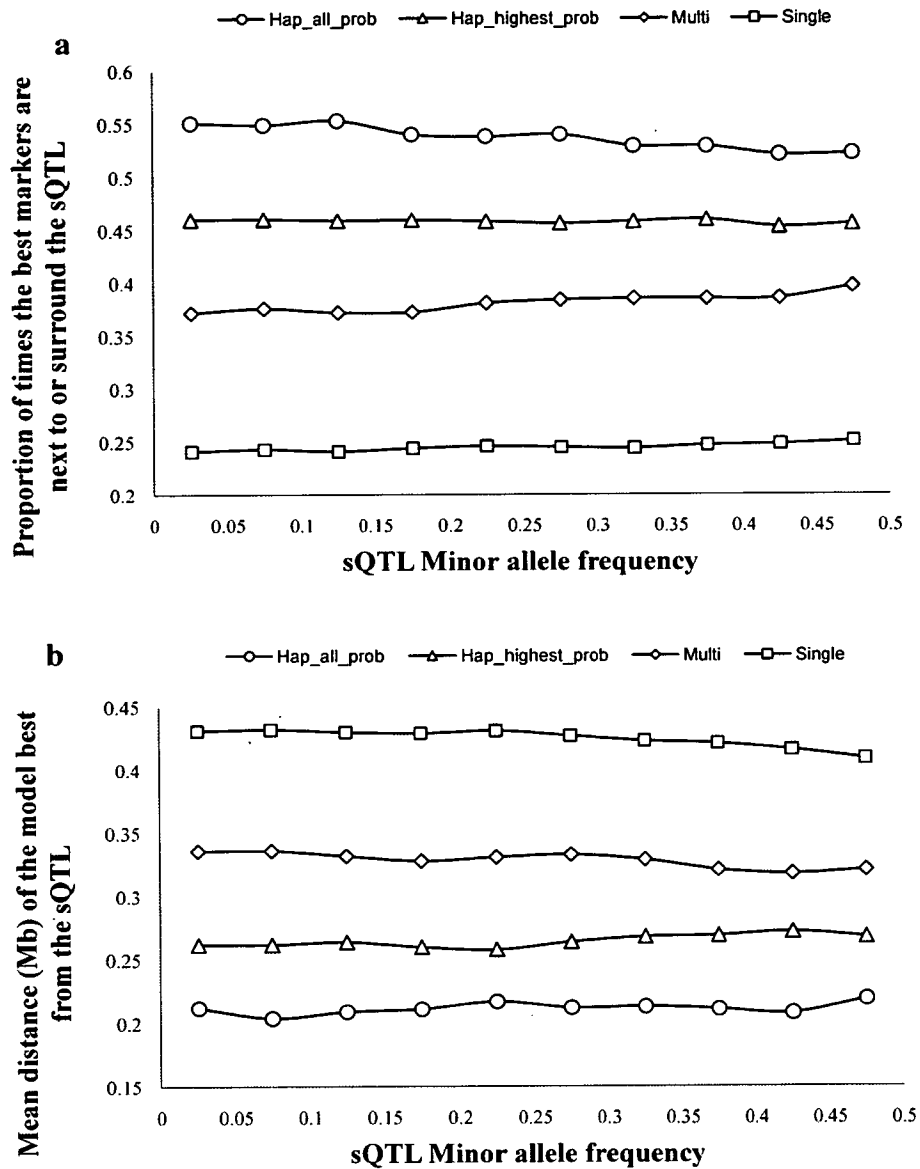 Hap_all_prob Hap_highest_prob Multi Single
a
Proportion of times the best markers are
next to or surround the sQTL
0.6
0.55
0.5
0.45
0.4
0.35
0.3
0.25
0.2
0 0.05 0.1 0.15 0.2 0.25 0.3 0.35 0.4 0.45 0.5
sQTL Minor allele frequency
b
Hap_all_prob Hap_highest_prob Multi Single
Mean distance (Mb) of the model best
from the sQTL
0.45
0.4
0.35
0.3
0.25
0.2
0.15
0 0.05 0.1 0.15 0.2 0.25 0.3 0.35 0.4 0.45 0.5
sQTL Minor allele frequency